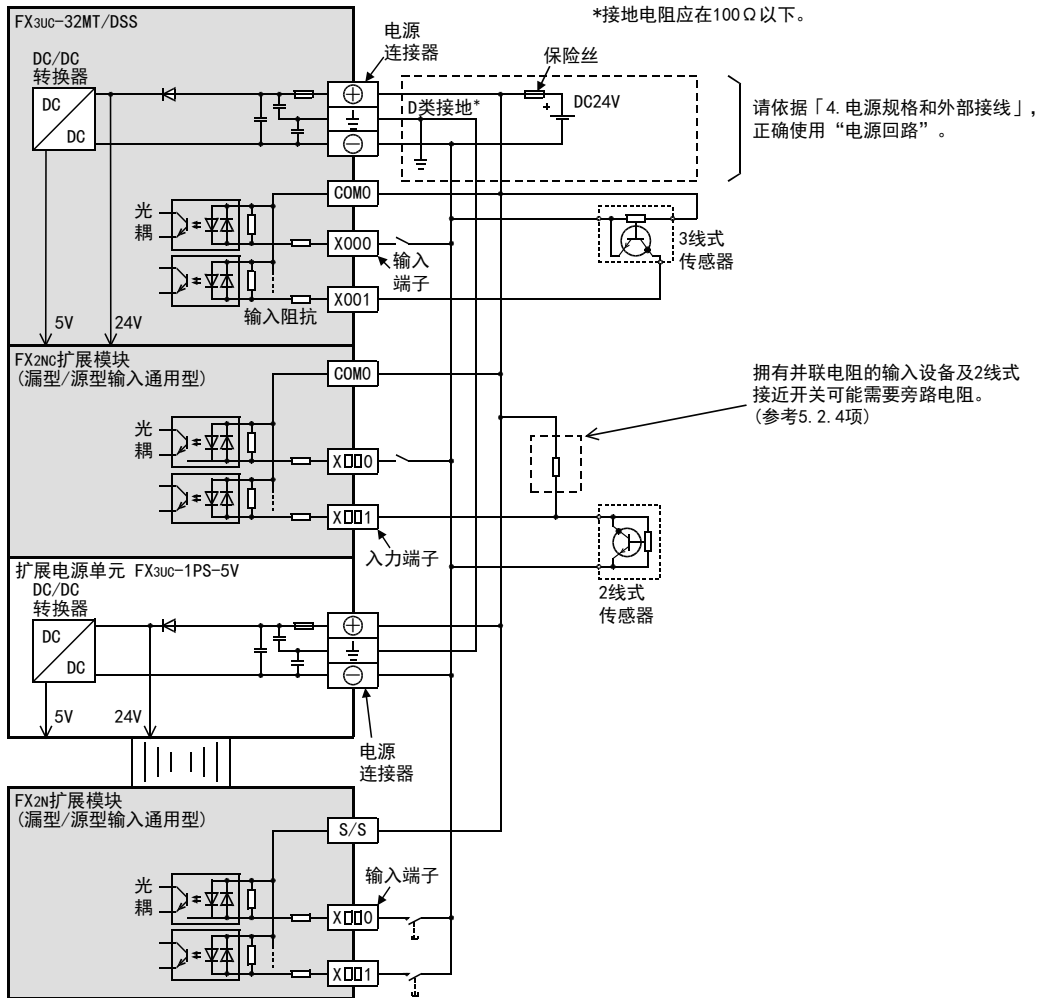 FX3UC-32MT/DSS
*接地电阻应在100Ω以下。
电源
连接器
保险丝
DC/DC
转换器
DC
DC
D类接地*
+
DC24V
请依据「4.电源规格和外部接线」,
正确使用“电源回路”。
COM0
光
耦
X000
输入
端子
3线式
传感器
X001
输入阻抗
5V
24V
FX2NC扩展模块
(漏型/源型输入通用型)
COM0
拥有并联电阻的输入设备及2线式
接近开关可能需要旁路电阻。
(参考5.2.4项)
光
耦
X□□0
X□□1
入力端子
2线式
传感器
扩展电源单元 FX3UC-1PS-5V
DC/DC
转换器
DC
DC
5V
24V
电源
连接器
FX2N扩展模块
(漏型/源型输入通用型)
S/S
输入端子
光
耦
X□□0
X□□1